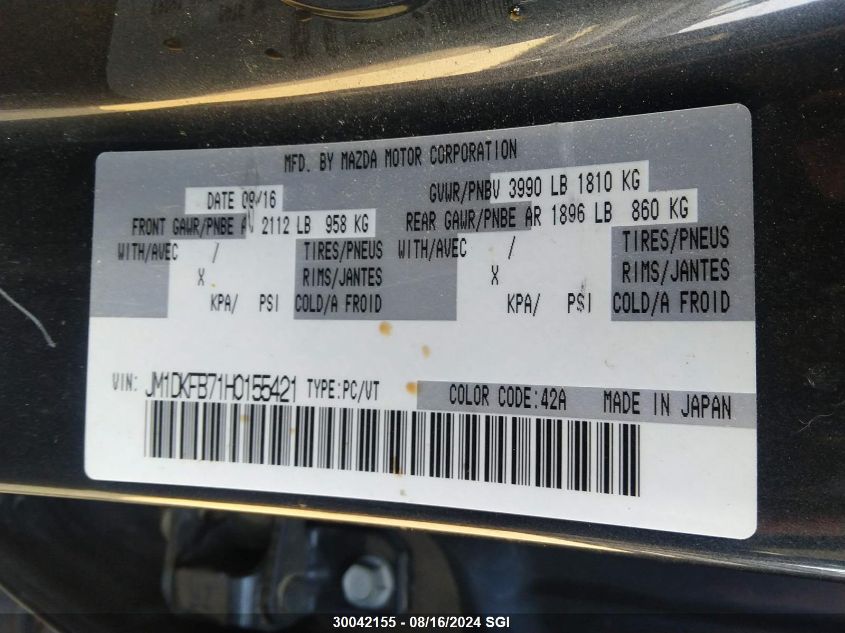 MFD. BY MAZDA MOTOR CORPORATION
DATE 09/16 GVWR/PNBV 3990 LB 1810 KG
FRONT GAWR/PNBE AV 2112 LB 958 KG REAR GAWR/PNBE AR 1896 LB 860 KG
WITH/AVEC / TIRES/PNEUS WITH/AVEC / TIRES/PNEUS
X RIMS/JANTES X RIMS/JANTES
KPA/ PSI COLD/A FROID KPA/ PSI COLD/A FROID
VIN: JM1DKFB71H0155421 TYPE:PC/VT COLOR CODE:42A MADE IN JAPAN
30042155 - 08/16/2024 SGI